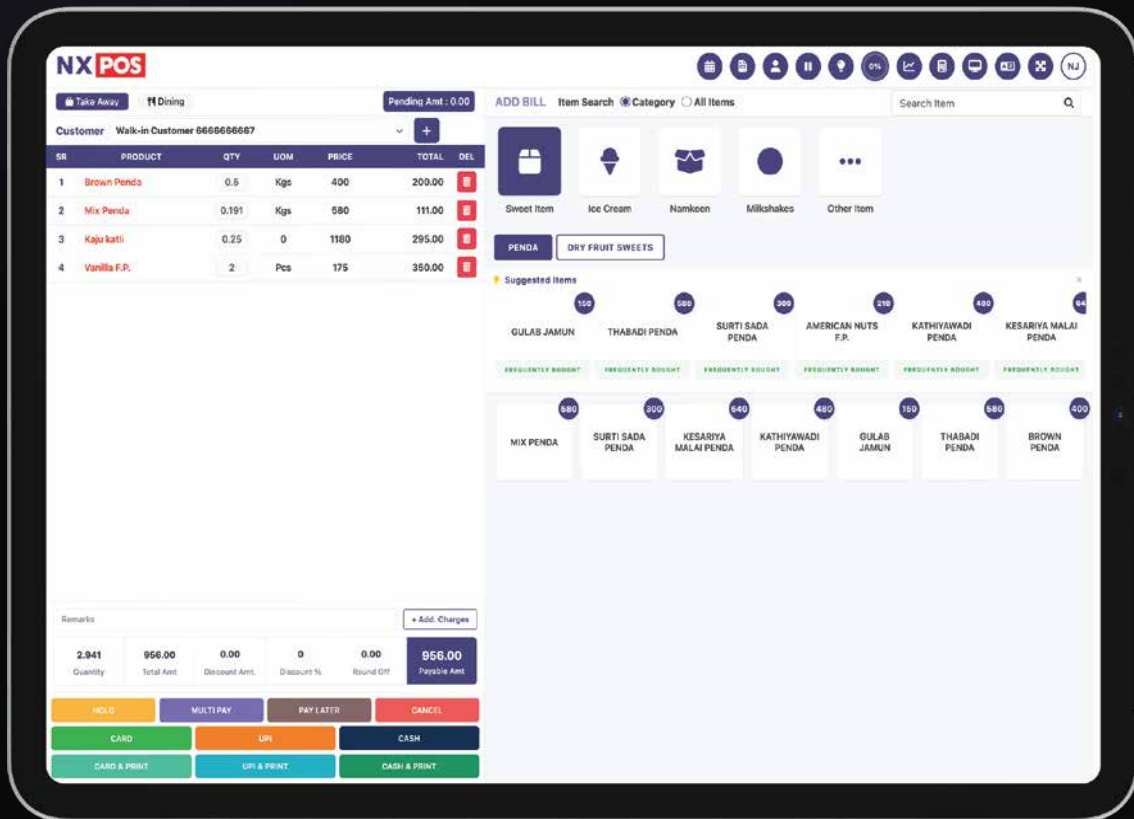 NX POS
0%
NJ
Take Away Dining Pending Amt : 0.00
Customer Walk-in Customer 6666666667 +
SR PRODUCT QTY UOM PRICE TOTAL DEL
1 Brown Penda 0.5 Kgs 400 200.00
2 Mix Penda 0.191 Kgs 580 111.00
3 Kaju katli 0.25 0 1180 295.00
4 Vanilla F.P. 2 Pcs 175 350.00
Remarks + Add. Charges
2.941 956.00 0.00 0 0.00 956.00
Quantity Total Amt Discount Amt. Discount % Round Off Payable Amt
HOLD MULTI PAY PAY LATER CANCEL
CARD UPI CASH
CARD & PRINT UPI & PRINT CASH & PRINT
ADD BILL Item Search Category All Items Search Item
Sweet Item Ice Cream Namkeen Milkshakes Other Item
PENDA DRY FRUIT SWEETS
Suggested Items ×
150 580 300 210 480 64
GULAB JAMUN THABADI PENDA SURTI SADA PENDA AMERICAN NUTS F.P. KATHIYAWADI PENDA KESARIYA MALAI PENDA
FREQUENTLY BOUGHT FREQUENTLY BOUGHT FREQUENTLY BOUGHT FREQUENTLY BOUGHT FREQUENTLY BOUGHT FREQUENTLY BOUGHT
580 300 640 480 150 580 400
MIX PENDA SURTI SADA PENDA KESARIYA MALAI PENDA KATHIYAWADI PENDA GULAB JAMUN THABADI PENDA BROWN PENDA